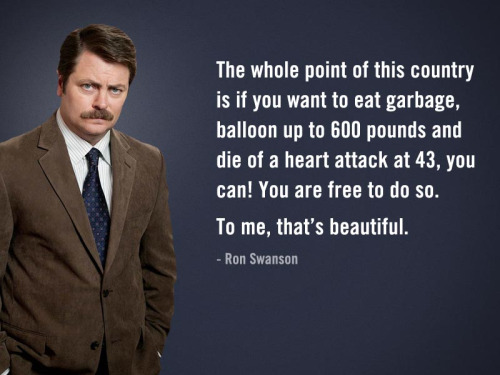 The whole point of this country
is if you want to eat garbage,
balloon up to 600 pounds and
die of a heart attack at 43, you
can! You are free to do so.
To me, that's beautiful.
- Ron Swanson